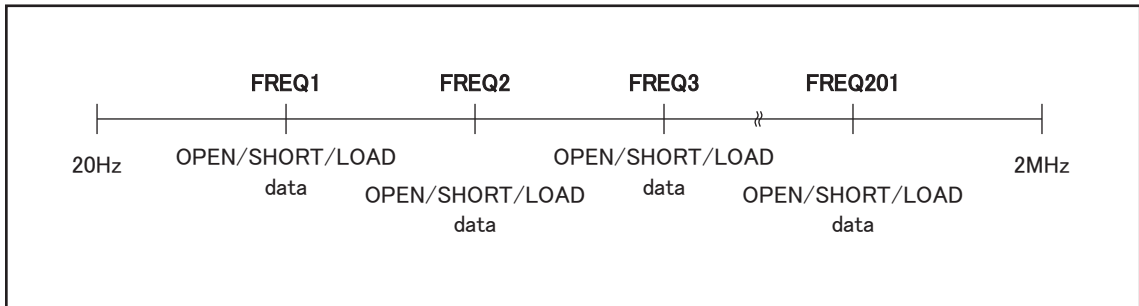 FREQ1 FREQ2 FREQ3 FREQ201
20Hz OPEN/SHORT/LOAD OPEN/SHORT/LOAD 2MHz
data data
OPEN/SHORT/LOAD OPEN/SHORT/LOAD
data data